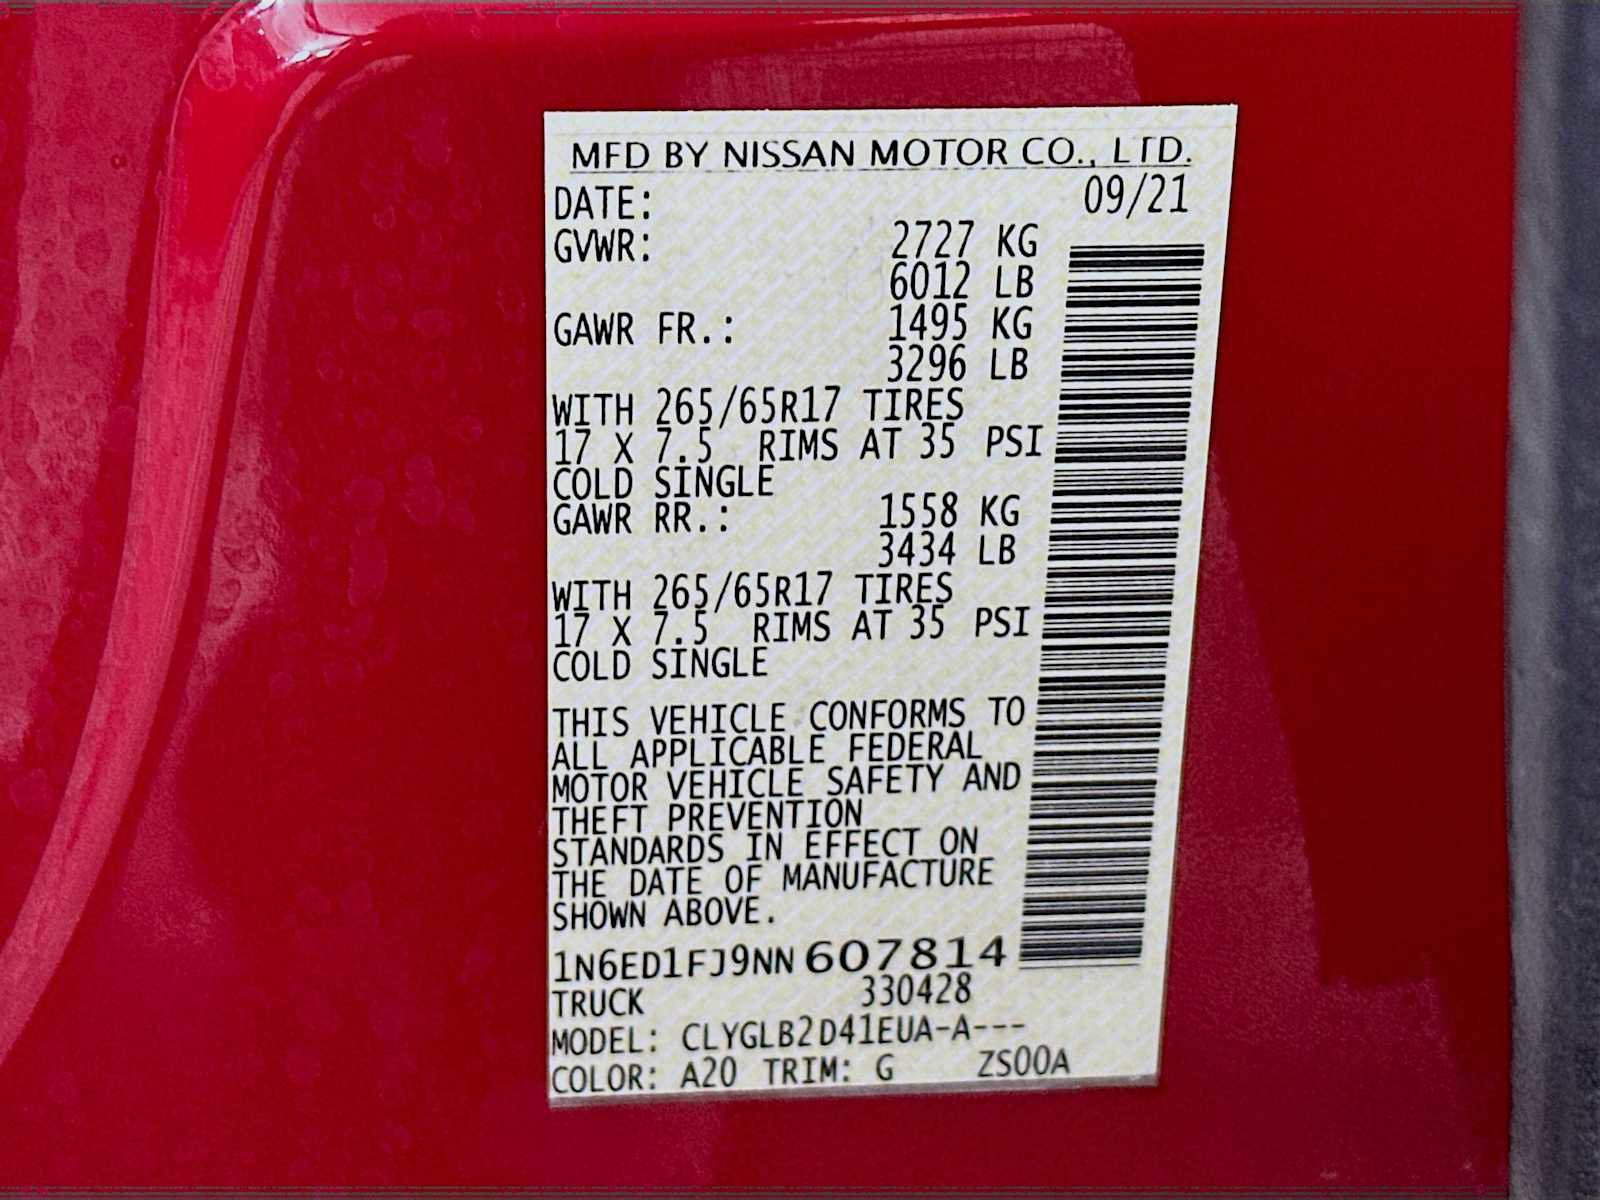 MFD BY NISSAN MOTOR CO., LTD.
DATE: 09/21
GVWR: 2727 KG
6012 LB
GAWR FR.: 1495 KG
3296 LB
WITH 265/65R17 TIRES
17 X 7.5 RIMS AT 35 PSI
COLD SINGLE
GAWR RR.: 1558 KG
3434 LB
WITH 265/65R17 TIRES
17 X 7.5 RIMS AT 35 PSI
COLD SINGLE
THIS VEHICLE CONFORMS TO
ALL APPLICABLE FEDERAL
MOTOR VEHICLE SAFETY AND
THEFT PREVENTION
STANDARDS IN EFFECT ON
THE DATE OF MANUFACTURE
SHOWN ABOVE.
1N6ED1FJ9NN607814
TRUCK 330428
MODEL: CLYGLB2D41EUA-A---
COLOR: A20 TRIM: G ZS00A